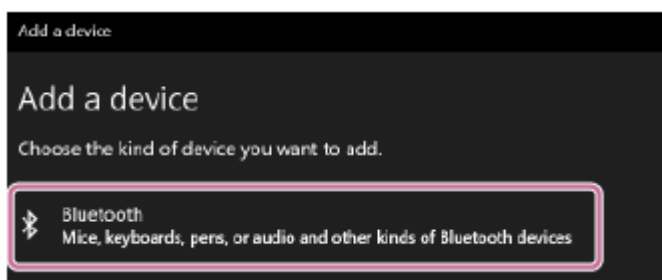 Add a device
Add a device
Choose the kind of device you want to add.
Bluetooth
Mice, keyboards, pens, or audio and other kinds of Bluetooth devices